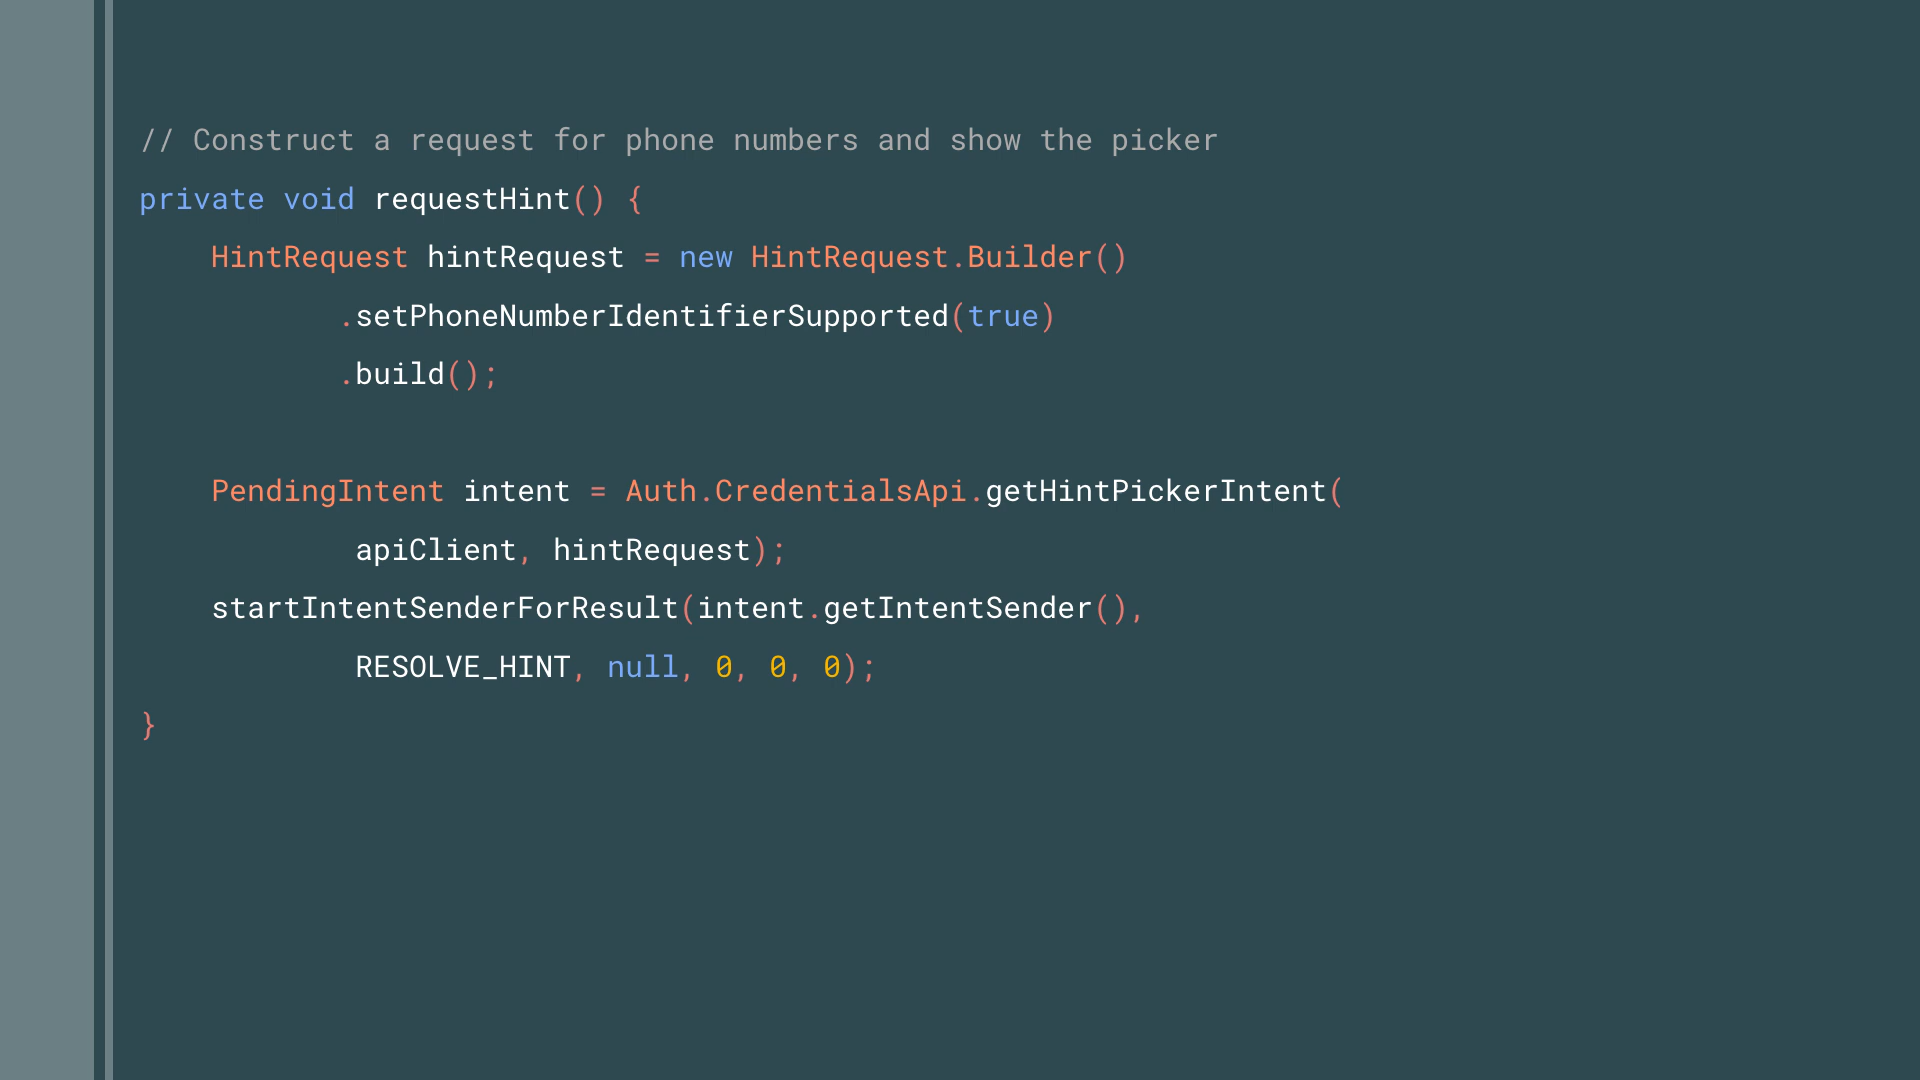 // Construct a request for phone numbers and show the picker
private void requestHint() {
    HintRequest hintRequest = new HintRequest.Builder()
           .setPhoneNumberIdentifierSupported(true)
           .build();

    PendingIntent intent = Auth.CredentialsApi.getHintPickerIntent(
            apiClient, hintRequest);
    startIntentSenderForResult(intent.getIntentSender(),
            RESOLVE_HINT, null, 0, 0, 0);
}